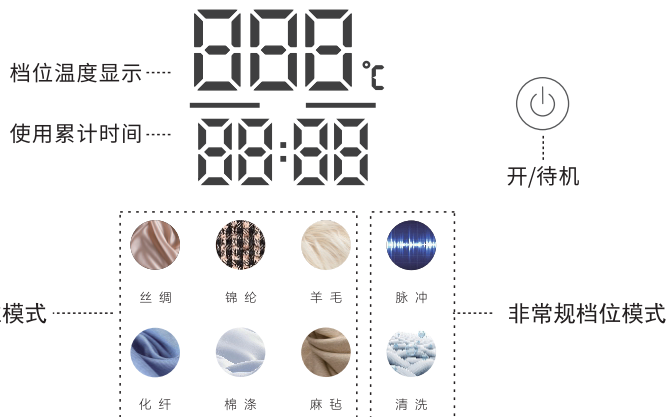 888℃
档位温度显示
88:88
使用累计时间
开/待机
丝绸 锦纶 羊毛 脉冲
模式
非常规档位模式
化纤 棉涤 麻毡 清洗